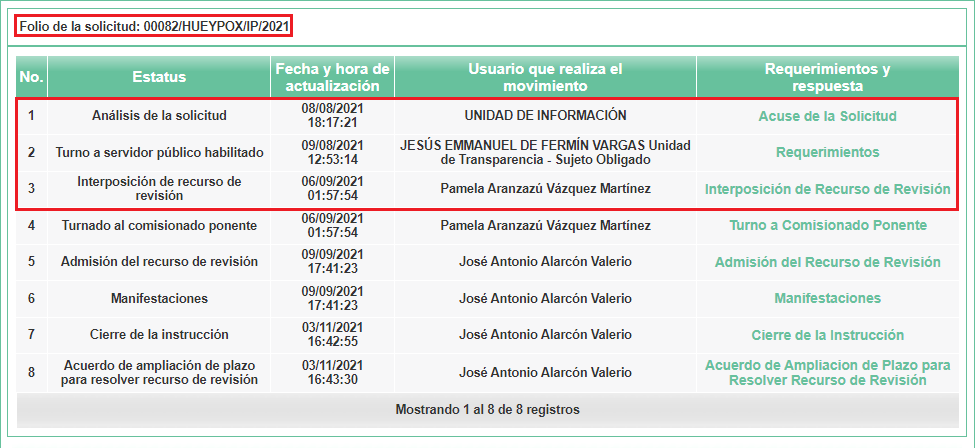 Folio de la solicitud: 00082/HUEYPOX/IP/2021
No. Estatus Fecha y hora de actualización Usuario que realiza el movimiento Requerimientos y respuesta
1 Análisis de la solicitud 08/08/2021 18:17:21 UNIDAD DE INFORMACIÓN Acuse de la Solicitud
2 Turno a servidor público habilitado 09/08/2021 12:53:14 JESÚS EMMANUEL DE FERMÍN VARGAS Unidad de Transparencia - Sujeto Obligado Requerimientos
3 Interposición de recurso de revisión 06/09/2021 01:57:54 Pamela Aranzazú Vázquez Martínez Interposición de Recurso de Revisión
4 Turnado al comisionado ponente 06/09/2021 01:57:54 Pamela Aranzazú Vázquez Martínez Turno a Comisionado Ponente
5 Admisión del recurso de revisión 09/09/2021 17:41:23 José Antonio Alarcón Valerio Admisión del Recurso de Revisión
6 Manifestaciones 09/09/2021 17:41:23 José Antonio Alarcón Valerio Manifestaciones
7 Cierre de la instrucción 03/11/2021 16:42:55 José Antonio Alarcón Valerio Cierre de la Instrucción
8 Acuerdo de ampliación de plazo para resolver recurso de revisión 03/11/2021 16:43:30 José Antonio Alarcón Valerio Acuerdo de Ampliacion de Plazo para Resolver Recurso de Revisión
Mostrando 1 al 8 de 8 registros